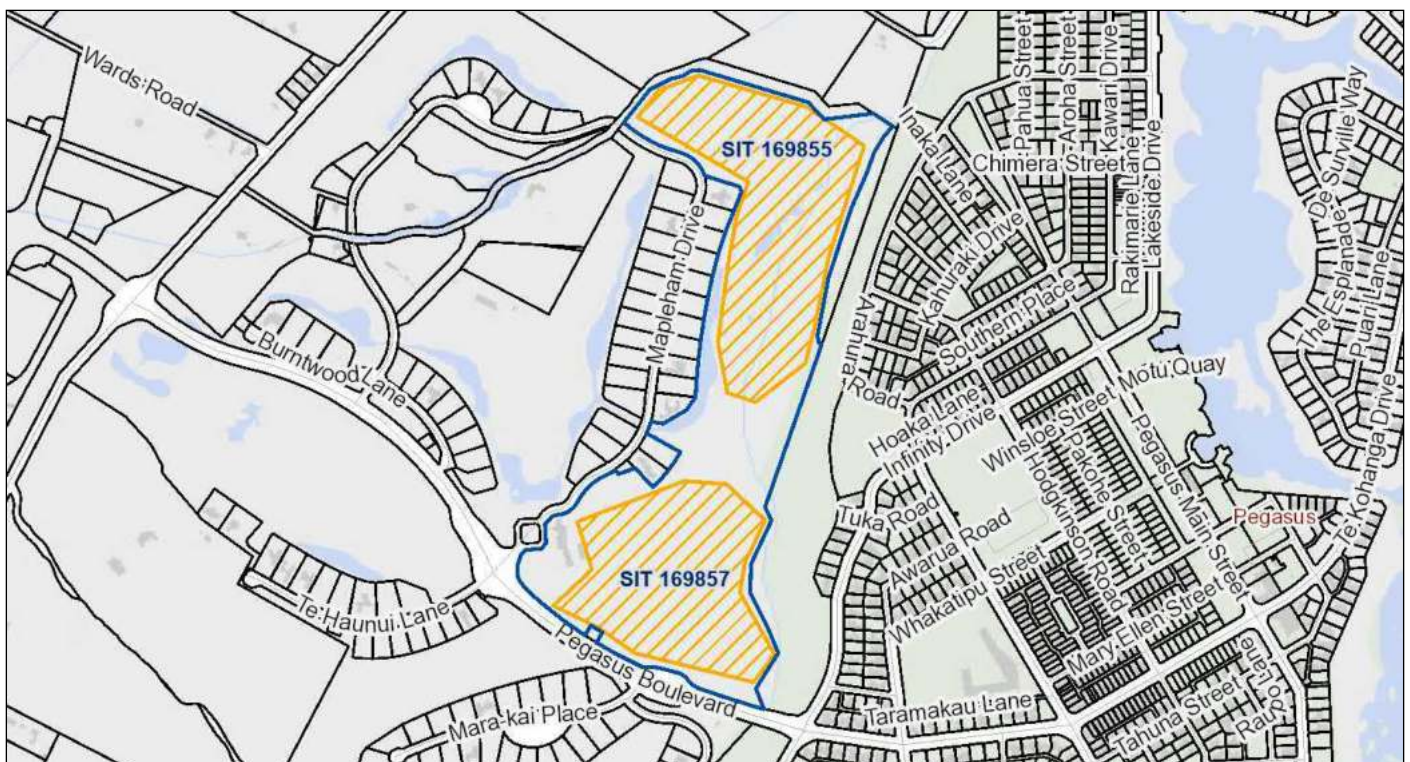 Wards Road
SIT 169855
Pahua Street
Aroha Street
Kawari Drive
Inaka Lane
Chimera Street
Rakimarie Lane
Lakeside Drive
De Surville Way
The Esplanade
Puari Lane
Kahuraki Drive
Southern Place
Mapleham Drive
Arahura Road
Burntwood Lane
Hoaka Lane
Infinity Drive
Motu Quay
Winsloe Street
Pakohe Street
Pegasus Main Street
Te Kohanga Drive
Hodgkinson Road
Tuka Road
Awarua Road
Pegasus
SIT 169857
Whakatipu Street
Te Haunui Lane
Mary Ellen Street
Pegasus Boulevard
Mara-kai Place
Taramakau Lane
Tahuna Street
Raupo Lane